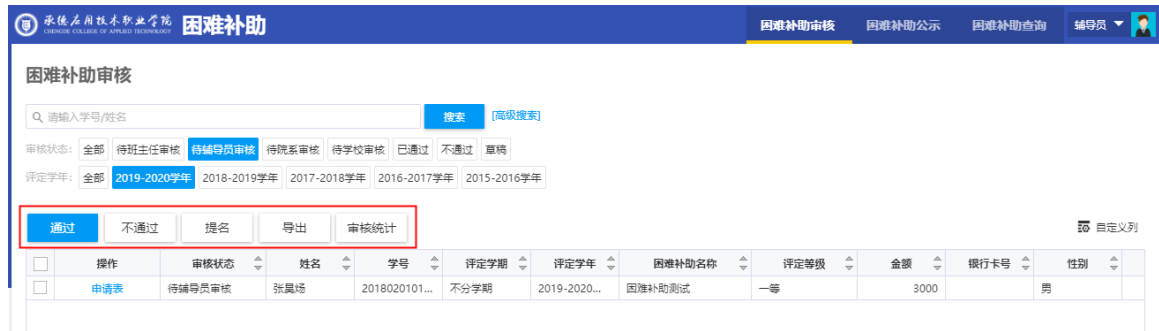 承德应用技术职业学院 困难补助 困难补助审核 困难补助公示 困难补助查询 辅导员
CHENGDE COLLEGE OF APPLIED TECHNOLOGY
困难补助审核
请输入学号/姓名 搜索 [高级搜索]
审核状态: 全部 待班主任审核 待辅导员审核 待院系审核 待学校审核 已通过 不通过 草稿
评定学年: 全部 2019-2020学年 2018-2019学年 2017-2018学年 2016-2017学年 2015-2016学年
通过 不通过 提名 导出 审核统计 自定义列
操作 审核状态 姓名 学号 评定学期 评定学年 困难补助名称 评定等级 金额 银行卡号 性别
申请表 待辅导员审核 张昊炀 2018020101... 不分学期 2019-2020... 困难补助测试 一等 3000 男